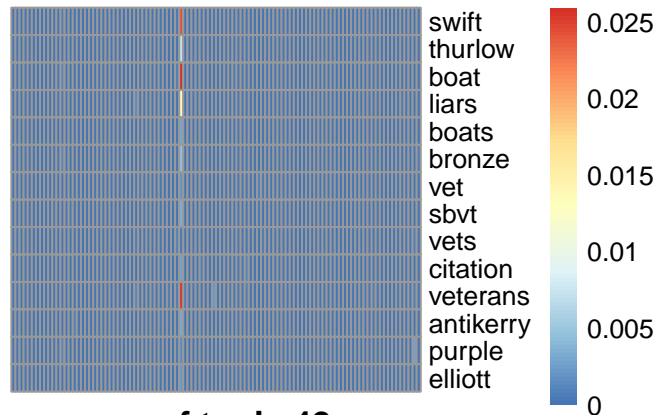 swift
thurlow
boat
liars
boats
bronze
vet
sbvt
vets
citation
veterans
antikerry
purple
elliott
0.025
0.02
0.015
0.01
0.005
0